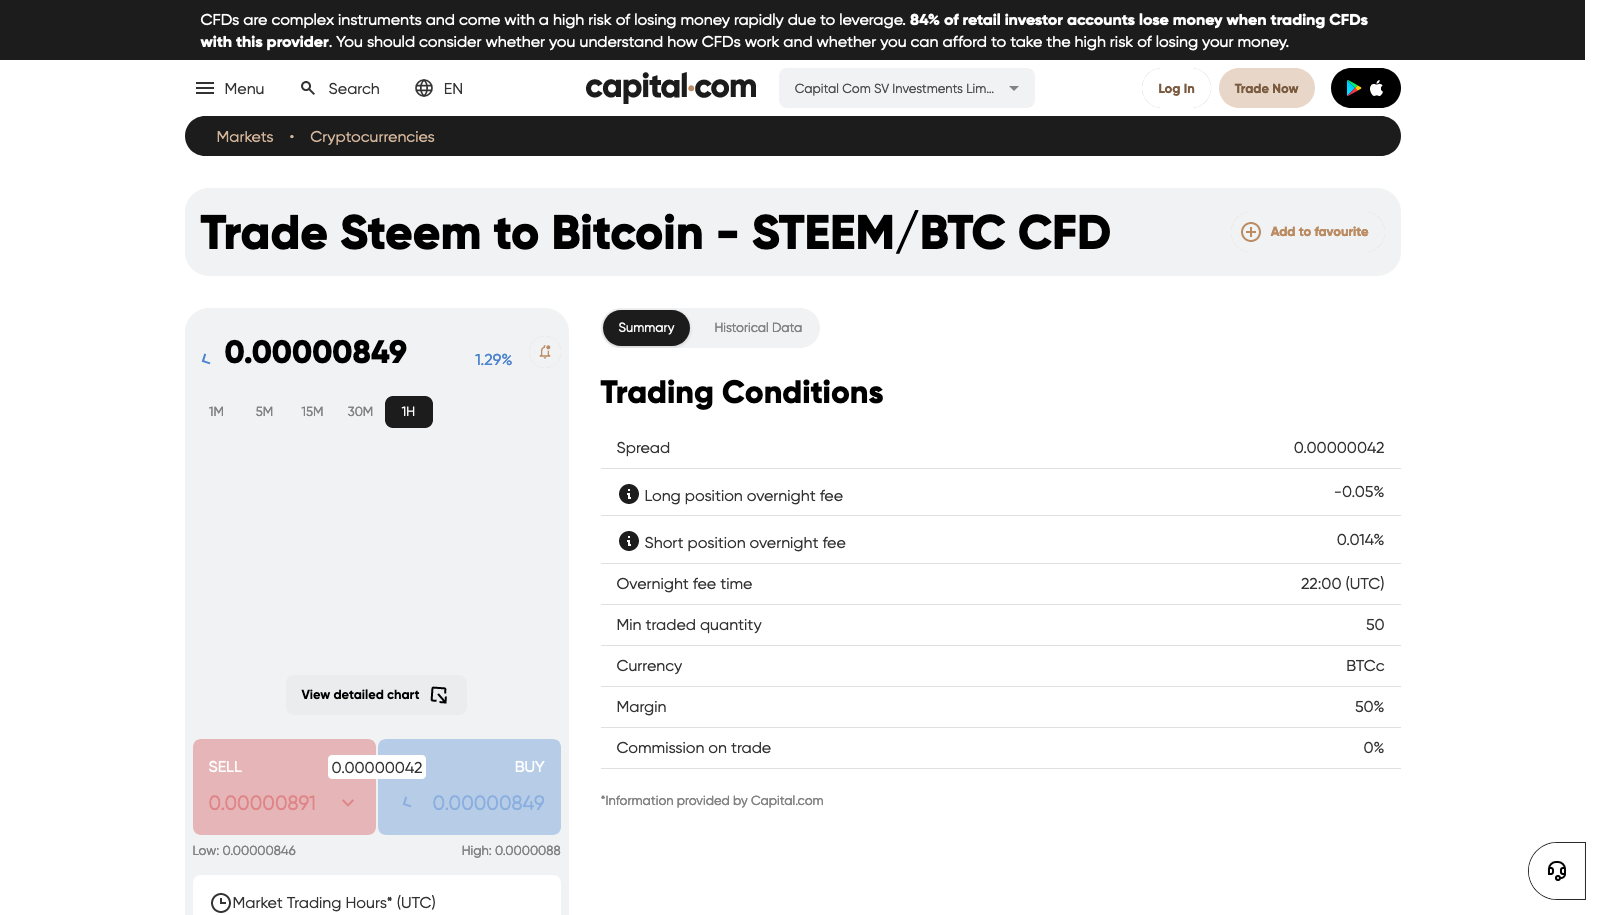 CFDs are complex instruments and come with a high risk of losing money rapidly due to leverage. 84% of retail investor accounts lose money when trading CFDs
with this provider. You should consider whether you understand how CFDs work and whether you can afford to take the high risk of losing your money.
Menu Search EN capital.com Capital Com SV Investments Lim... Log In Trade Now
Markets • Cryptocurrencies
Trade Steem to Bitcoin - STEEM/BTC CFD Add to favourite
0.00000849 1.29%
1M 5M 15M 30M 1H
View detailed chart
SELL 0.00000042 BUY
0.00000891 0.00000849
Low: 0.00000846 High: 0.0000088
Market Trading Hours* (UTC)
Summary Historical Data
Trading Conditions
Spread 0.00000042
Long position overnight fee -0.05%
Short position overnight fee 0.014%
Overnight fee time 22:00 (UTC)
Min traded quantity 50
Currency BTCc
Margin 50%
Commission on trade 0%
*Information provided by Capital.com